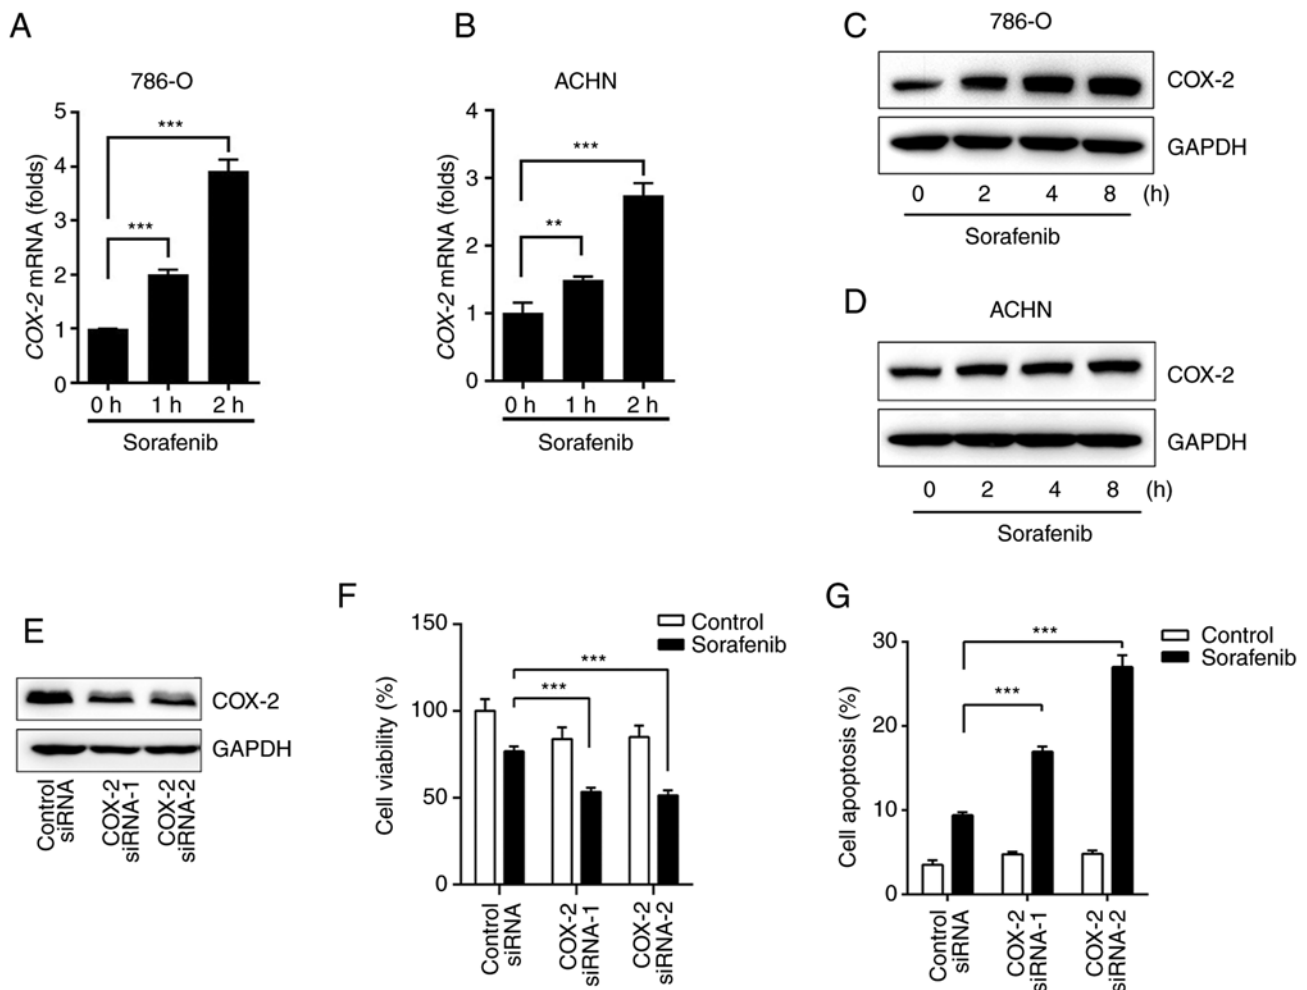 A
786-O
COX-2 mRNA (folds)
5
4
3
2
1
0
***
***
0 h 1 h 2 h
Sorafenib
B
ACHN
COX-2 mRNA (folds)
4
3
2
1
0
***
**
0 h 1 h 2 h
Sorafenib
C
786-O
COX-2
GAPDH
0 2 4 8 (h)
Sorafenib
D
ACHN
COX-2
GAPDH
0 2 4 8 (h)
Sorafenib
E
COX-2
GAPDH
Control
siRNA
COX-2
siRNA-1
COX-2
siRNA-2
F
Cell viability (%)
150
100
50
0
Control
Sorafenib
***
***
Control
siRNA
COX-2
siRNA-1
COX-2
siRNA-2
G
Cell apoptosis (%)
30
20
10
0
Control
Sorafenib
***
***
Control
siRNA
COX-2
siRNA-1
COX-2
siRNA-2